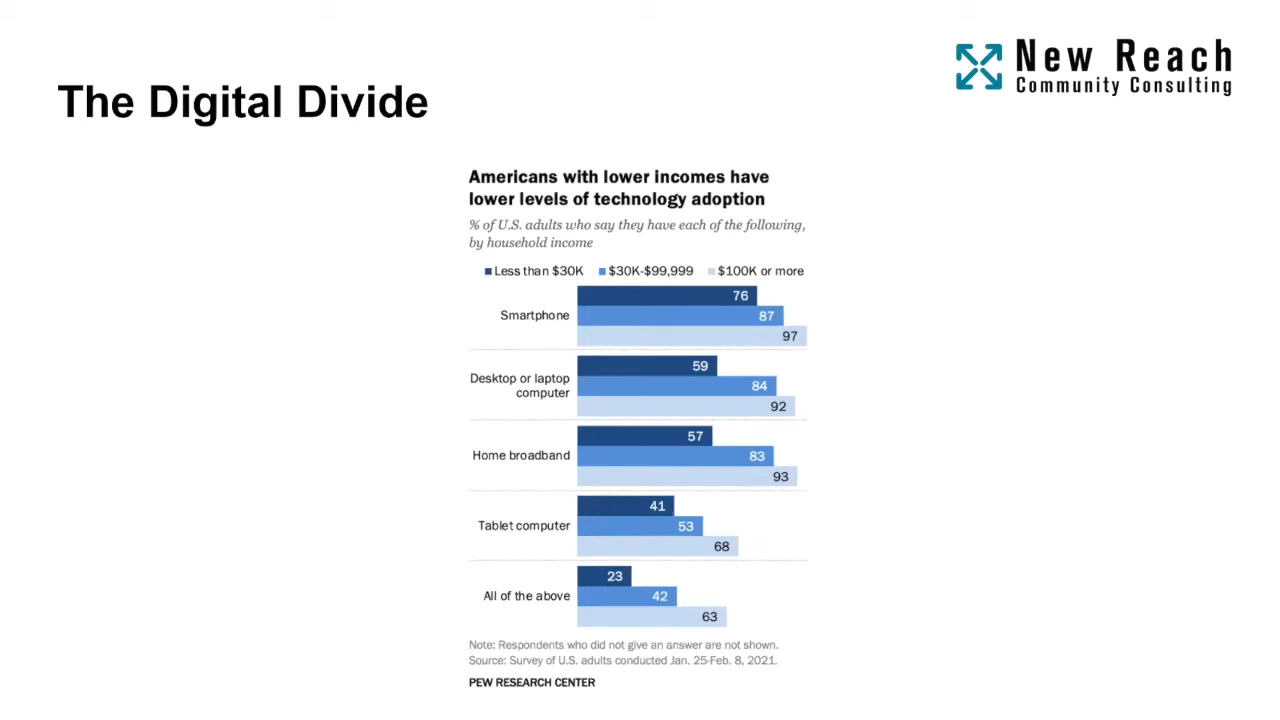 New Reach
Community Consulting
The Digital Divide
Americans with lower incomes have
lower levels of technology adoption
% of U.S. adults who say they have each of the following,
by household income
Less than $30K $30K-$99,999 $100K or more
76
Smartphone 87
97
59
Desktop or laptop
computer 84
92
57
Home broadband 83
93
41
Tablet computer 53
68
23
All of the above 42
63
Note: Respondents who did not give an answer are not shown.
Source: Survey of U.S. adults conducted Jan. 25-Feb. 8, 2021.
PEW RESEARCH CENTER